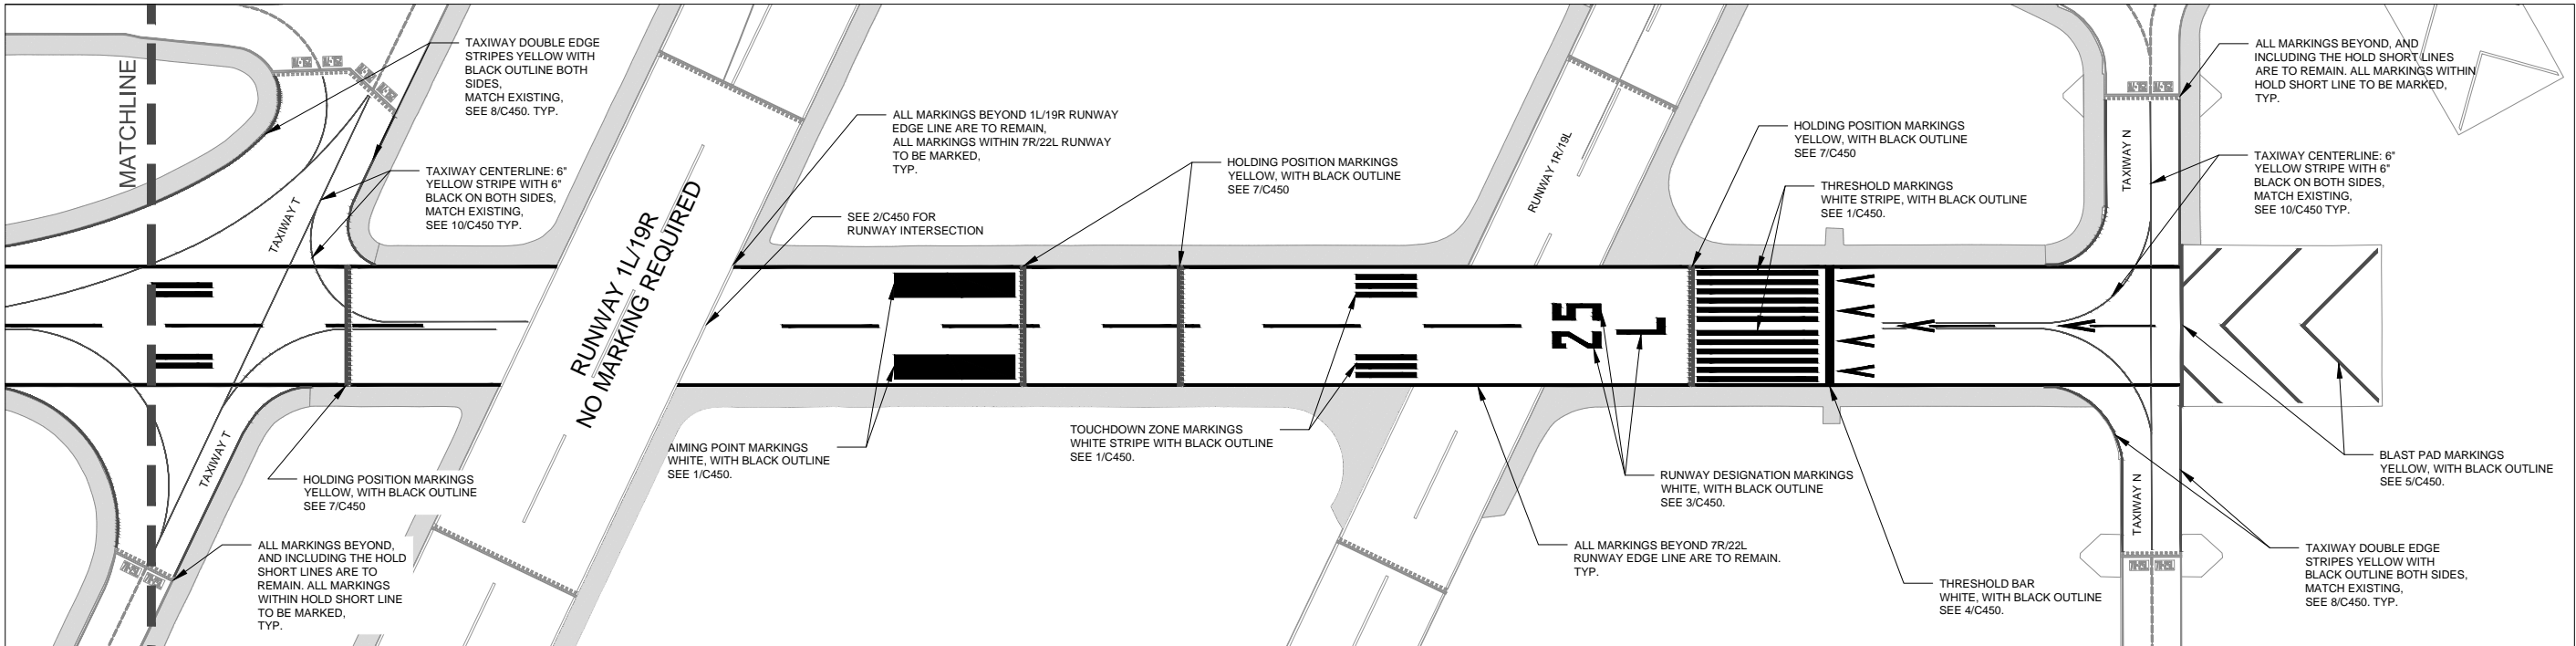 MATCHLINE
TAXIWAY DOUBLE EDGE
STRIPES YELLOW WITH
BLACK OUTLINE BOTH
SIDES,
MATCH EXISTING,
SEE 8/C450. TYP.
TAXIWAY CENTERLINE: 6"
YELLOW STRIPE WITH 6"
BLACK ON BOTH SIDES,
MATCH EXISTING,
SEE 10/C450 TYP.
TAXIWAY T
TAXIWAY T
HOLDING POSITION MARKINGS
YELLOW, WITH BLACK OUTLINE
SEE 7/C450
ALL MARKINGS BEYOND,
AND INCLUDING THE HOLD
SHORT LINES ARE TO
REMAIN. ALL MARKINGS
WITHIN HOLD SHORT LINE
TO BE MARKED,
TYP.
RUNWAY 1L/19R
NO MARKING REQUIRED
ALL MARKINGS BEYOND 1L/19R RUNWAY
EDGE LINE ARE TO REMAIN,
ALL MARKINGS WITHIN 7R/22L RUNWAY
TO BE MARKED,
TYP.
SEE 2/C450 FOR
RUNWAY INTERSECTION
AIMING POINT MARKINGS
WHITE, WITH BLACK OUTLINE
SEE 1/C450.
HOLDING POSITION MARKINGS
YELLOW, WITH BLACK OUTLINE
SEE 7/C450
TOUCHDOWN ZONE MARKINGS
WHITE STRIPE WITH BLACK OUTLINE
SEE 1/C450.
RUNWAY 1R/19L
25
L
HOLDING POSITION MARKINGS
YELLOW, WITH BLACK OUTLINE
SEE 7/C450
THRESHOLD MARKINGS
WHITE STRIPE, WITH BLACK OUTLINE
SEE 1/C450.
RUNWAY DESIGNATION MARKINGS
WHITE, WITH BLACK OUTLINE
SEE 3/C450.
ALL MARKINGS BEYOND 7R/22L
RUNWAY EDGE LINE ARE TO REMAIN.
TYP.
THRESHOLD BAR
WHITE, WITH BLACK OUTLINE
SEE 4/C450.
TAXIWAY N
TAXIWAY N
ALL MARKINGS BEYOND, AND
INCLUDING THE HOLD SHORT LINES
ARE TO REMAIN. ALL MARKINGS WITHIN
HOLD SHORT LINE TO BE MARKED,
TYP.
TAXIWAY CENTERLINE: 6"
YELLOW STRIPE WITH 6"
BLACK ON BOTH SIDES,
MATCH EXISTING,
SEE 10/C450 TYP.
BLAST PAD MARKINGS
YELLOW, WITH BLACK OUTLINE
SEE 5/C450.
TAXIWAY DOUBLE EDGE
STRIPES YELLOW WITH
BLACK OUTLINE BOTH SIDES,
MATCH EXISTING,
SEE 8/C450. TYP.